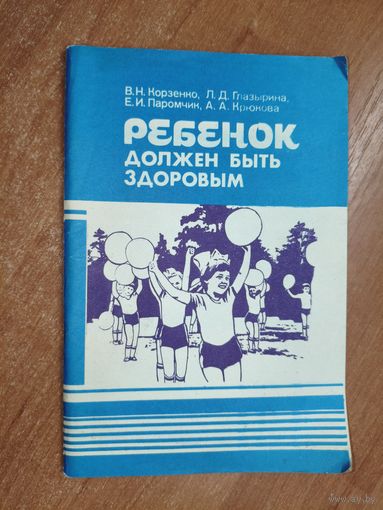 В. Н. Корзенко, Л. Д. Глазырина,
Е. И. Паромчик, А. А. Крюкова
РЕБЕНОК
ДОЛЖЕН БЫТЬ
ЗДОРОВЫМ